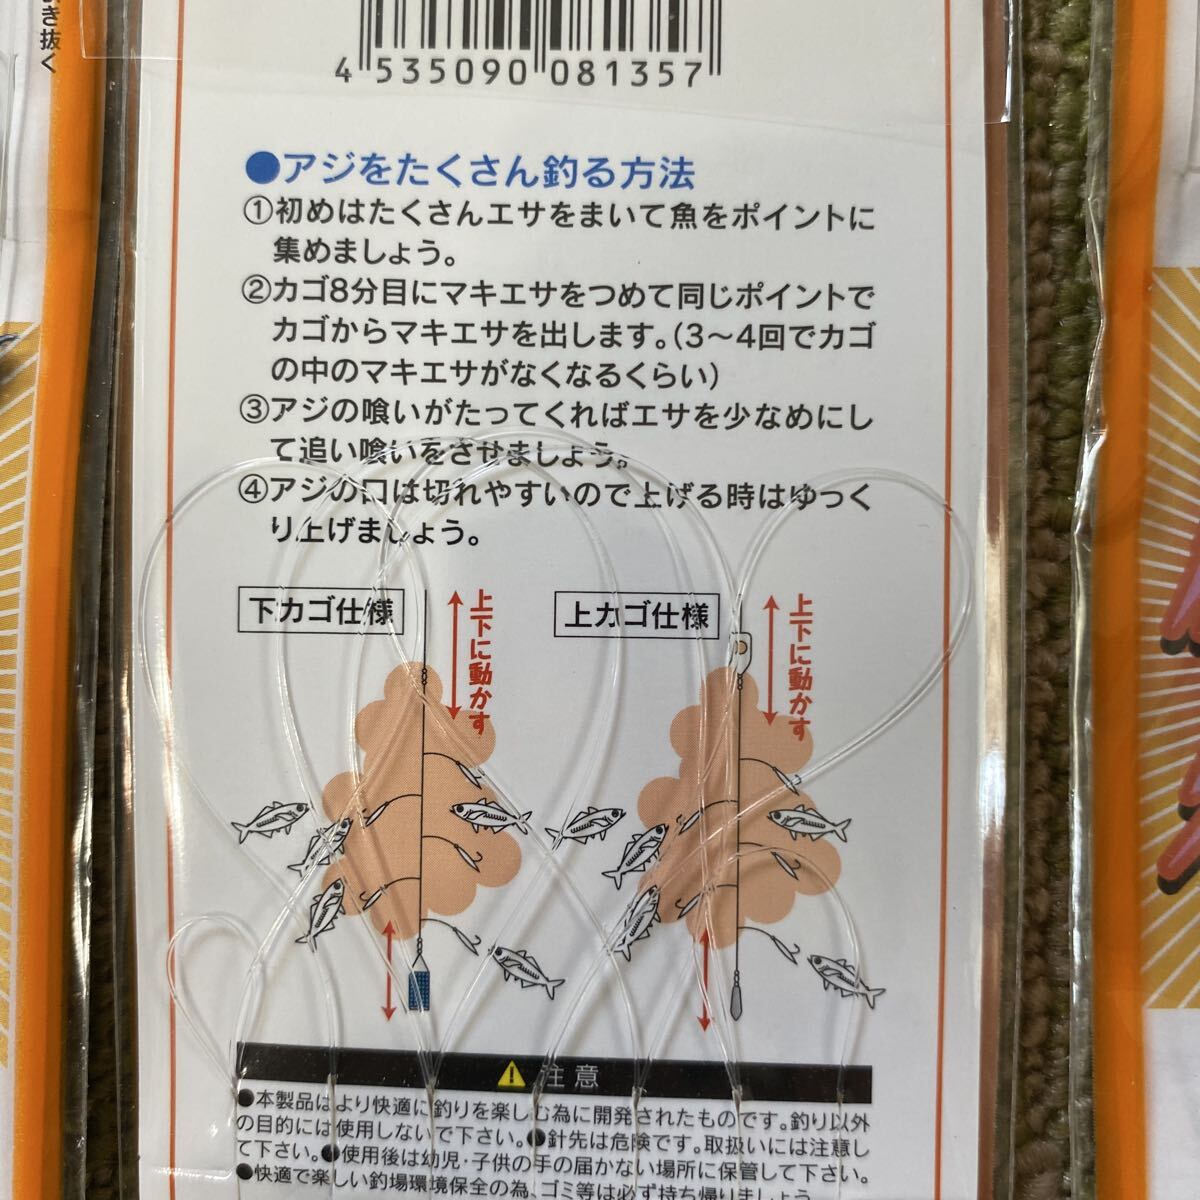 き抜く
4 535090 081357
●アジをたくさん釣る方法
①初めはたくさんエサをまいて魚をポイントに
集めましょう。
②カゴ8分目にマキエサをつめて同じポイントで
カゴからマキエサを出します。(3〜4回でカゴ
の中のマキエサがなくなるくらい)
③アジの喰いがたってくればエサを少なめにし
て追い喰いをさせましょう。
④アジの口は切れやすいので上げる時はゆっく
り上げましょう。
下カゴ仕様
上下に動かす
上カゴ仕様
上下に動かす
注意
●本製品はより快適に釣りを楽しむ為に開発されたものです。釣り以外
の目的には使用しないで下さい。●針先は危険です。取扱いには注意し
て下さい。●使用後は幼児・子供の手の届かない場所に保管して下さい。
●快適で楽しい釣場環境保全の為、ゴミ等は必ず持ち帰りましょう